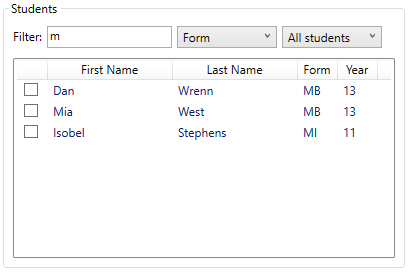 Students
Filter: m Form All students
First Name Last Name Form Year
Dan Wrenn MB 13
Mia West MB 13
Isobel Stephens MI 11